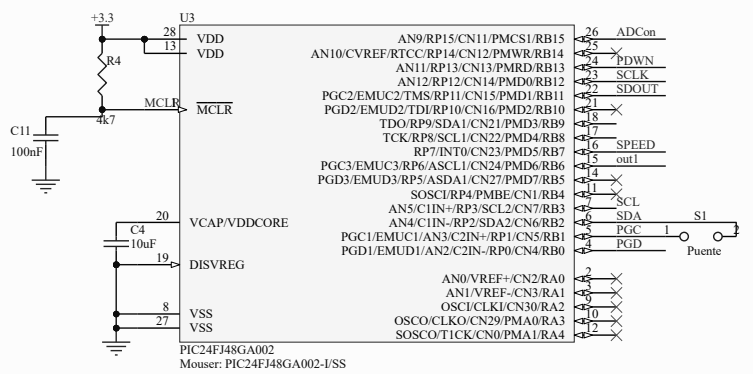 U3
+3.3
28 VDD AN9/RP15/CN11/PMCS1/RB15 26 ADCon
13 VDD AN10/CVREF/RTCC/RP14/CN12/PMWR/RB14 25
R4 AN11/RP13/CN13/PMRD/RB13 24 PDWN
AN12/RP12/CN14/PMD0/RB12 23 SCLK
PGC2/EMUC2/TMS/RP11/CN15/PMD1/RB11 22 SDOUT
MCLR MCLR PGD2/EMUD2/TDI/RP10/CN16/PMD2/RB10 21
4k7 TDO/RP9/SDA1/CN21/PMD3/RB9 18
C11 TCK/RP8/SCL1/CN22/PMD4/RB8 17
100nF RP7/INT0/CN23/PMD5/RB7 16 SPEED
PGC3/EMUC3/RP6/ASCL1/CN24/PMD6/RB6 15 out1
PGD3/EMUD3/RP5/ASDA1/CN27/PMD7/RB5 14
SOSCI/RP4/PMBE/CN1/RB4 11
AN5/C1IN+/RP3/SCL2/CN7/RB3 7 SCL
20 VCAP/VDDCORE AN4/C1IN-/RP2/SDA2/CN6/RB2 6 SDA S1
C4 PGC1/EMUC1/AN3/C2IN+/RP1/CN5/RB1 5 PGC 1 2
10uF PGD1/EMUD1/AN2/C2IN-/RP0/CN4/RB0 4 PGD Puente
19 DISVREG
AN0/VREF+/CN2/RA0 2
AN1/VREF-/CN3/RA1 3
OSCI/CLKI/CN30/RA2 9
8 VSS OSCO/CLKO/CN29/PMA0/RA3 10
27 VSS SOSCO/T1CK/CN0/PMA1/RA4 12
PIC24FJ48GA002
Mouser: PIC24FJ48GA002-I/SS